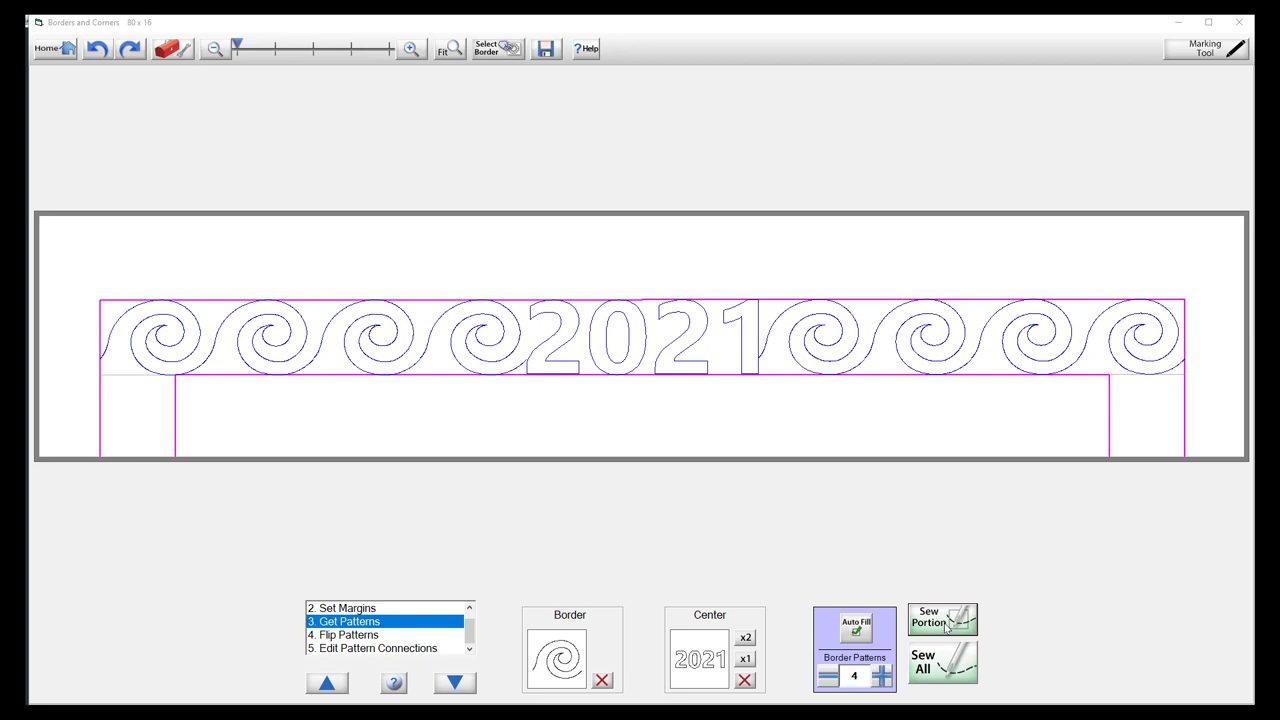 Borders and Corners 80 x 16
Home
Fit
Select
Border
?Help
Marking
Tool
2021
2. Set Margins
3. Get Patterns
4. Flip Patterns
5. Edit Pattern Connections
?
Border
Center
2021
x2
x1
Auto Fill
Border Patterns
4
Sew
Portion
Sew
All